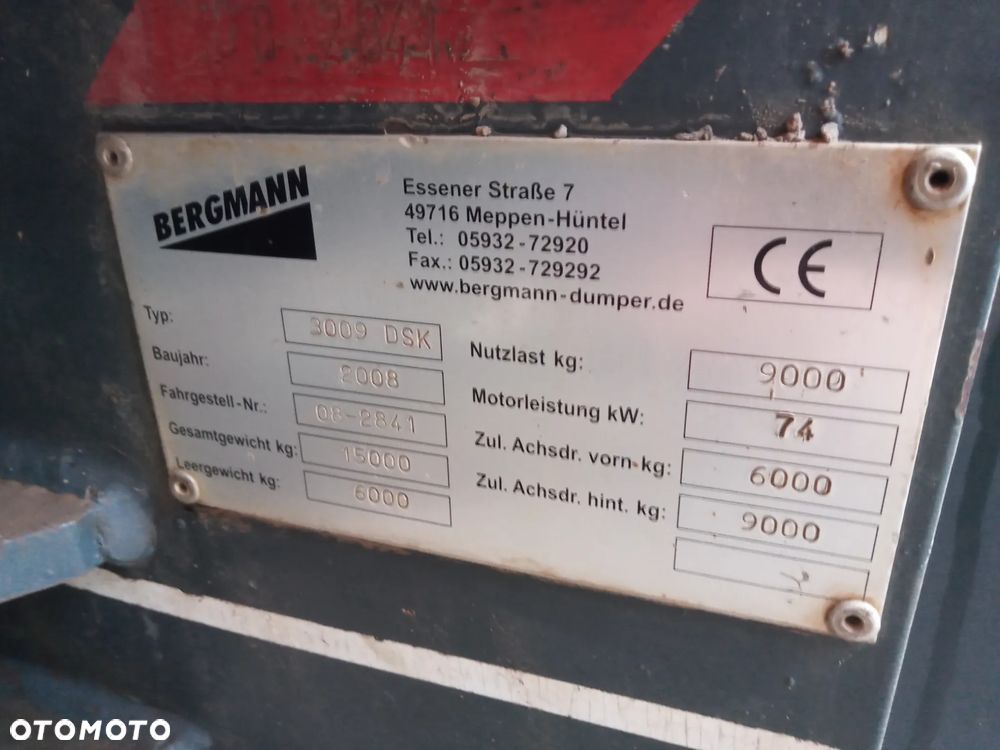 BERGMANN
Essener Straße 7
49716 Meppen-Hüntel
Tel.: 05932-72920
Fax.: 05932-729292
www.bergmann-dumper.de
CE
Typ: 3009 DSK
Baujahr: 2008
Fahrgestell-Nr.: 08-2841
Gesamtgewicht kg: 15000
Leergewicht kg: 6000
Nutzlast kg: 9000
Motorleistung kW: 74
Zul. Achsdr. vorn kg: 6000
Zul. Achsdr. hint. kg: 9000
OTOMOTO